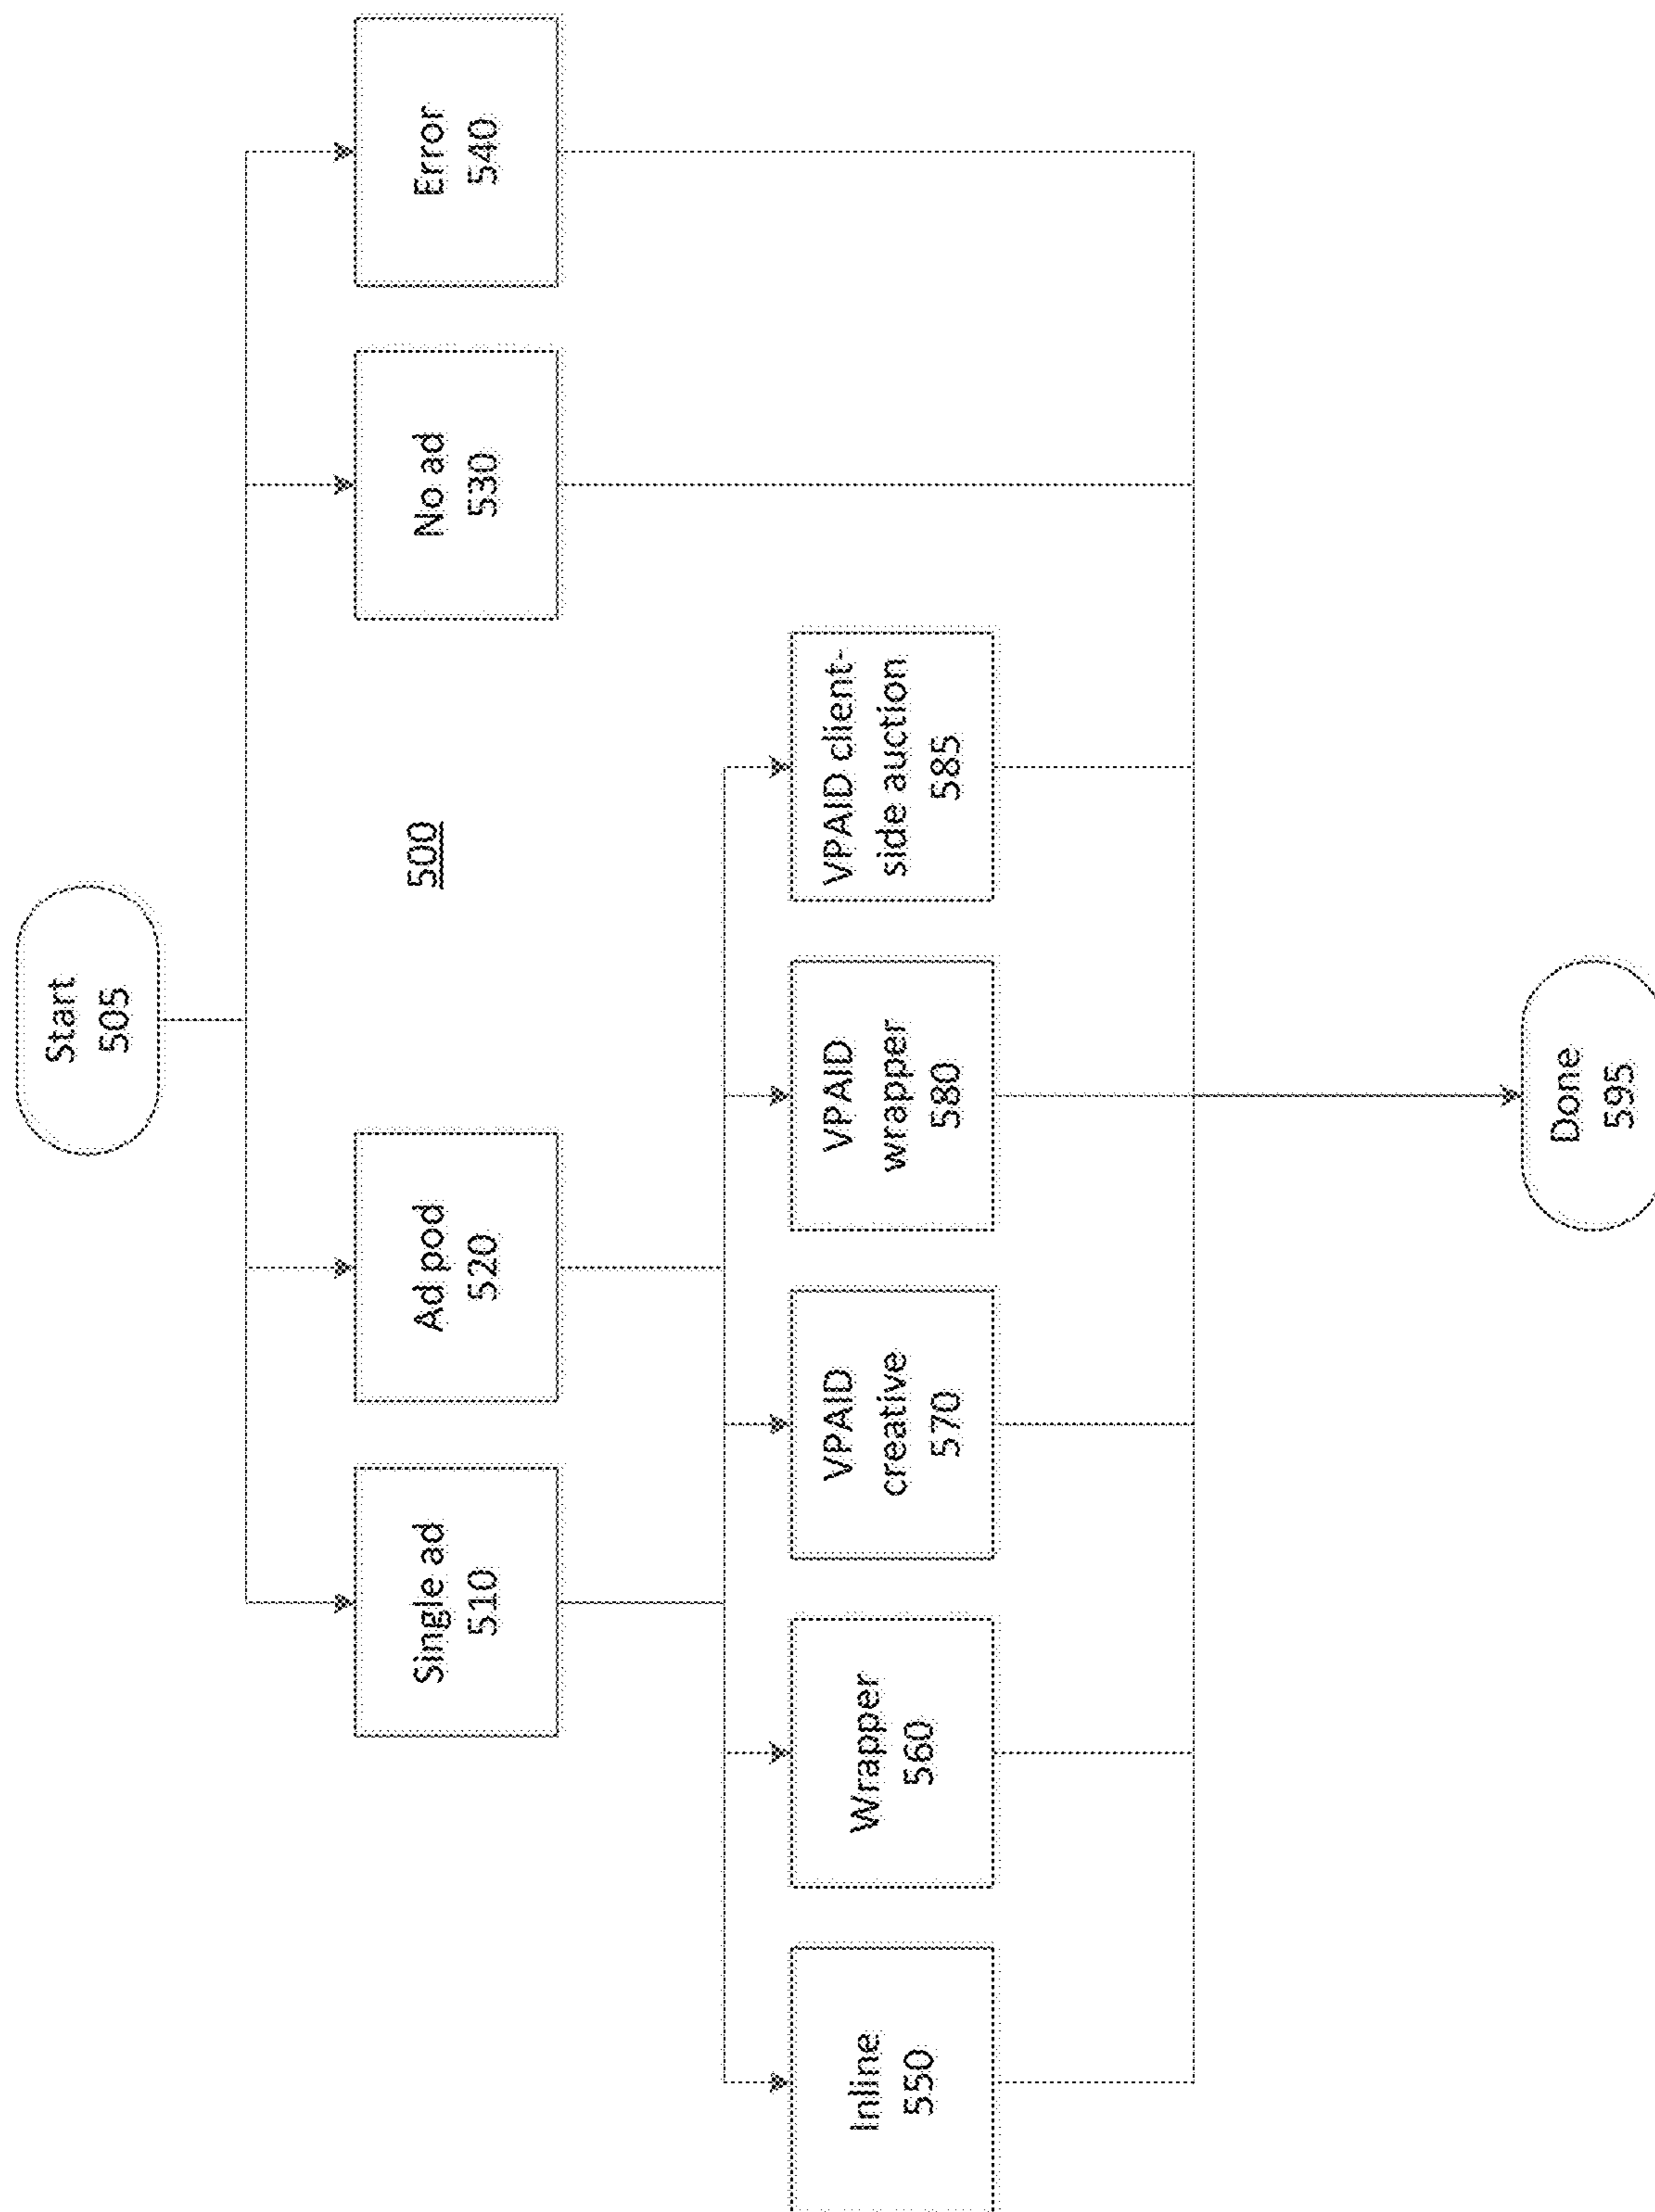 Start
505
Single ad
510
Ad pod
520
No ad
530
Error
540
500
Inline
550
Wrapper
560
VPAID
creative
570
VPAID
wrapper
580
VPAID client-
side auction
585
Done
595